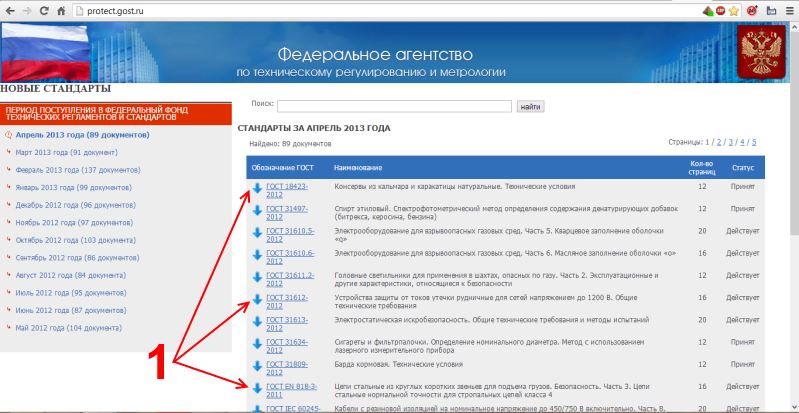 protect.gost.ru
Федеральное агентство
по техническому регулированию и метрологии
НОВЫЕ СТАНДАРТЫ
ПЕРИОД ПОСТУПЛЕНИЯ В ФЕДЕРАЛЬНЫЙ ФОНД
ТЕХНИЧЕСКИХ РЕГЛАМЕНТОВ И СТАНДАРТОВ
Апрель 2013 года (89 документов)
Март 2013 года (91 документ)
Февраль 2013 года (137 документов)
Январь 2013 года (99 документов)
Декабрь 2012 года (96 документов)
Ноябрь 2012 года (97 документов)
Октябрь 2012 года (103 документа)
Сентябрь 2012 года (86 документов)
Август 2012 года (84 документа)
Июль 2012 года (95 документов)
Июнь 2012 года (87 документов)
Май 2012 года (104 документа)
1
Поиск:
найти
СТАНДАРТЫ ЗА АПРЕЛЬ 2013 ГОДА
Найдено: 89 документов
Страницы: 1 / 2 / 3 / 4 / 5
Обозначение ГОСТ Наименование Кол-во страниц Статус
ГОСТ 18423- Консервы из кальмара и каракатицы натуральные. Технические условия 12 Принят
2012
ГОСТ 31497- Спирт этиловый. Спектрофотометрический метод определения содержания денатурирующих добавок 12 Принят
2012 (битрекса, керосина, бензина)
ГОСТ 31610.5- Электрооборудование для взрывоопасных газовых сред. Часть 5. Кварцевое заполнение оболочки 20 Действует
2012 «q»
ГОСТ 31610.6- Электрооборудование для взрывоопасных газовых сред. Часть 6. Масляное заполнение оболочки «o» 16 Действует
2012
ГОСТ 31611.2- Головные светильники для применения в шахтах, опасных по газу. Часть 2. Эксплуатационные и 12 Действует
2012 другие характеристики, относящиеся к безопасности
ГОСТ 31612- Устройства защиты от токов утечки рудничные для сетей напряжением до 1200 В. Общие 16 Действует
2012 технические требования
ГОСТ 31613- Электростатическая искробезопасность. Общие технические требования и методы испытаний 20 Действует
2012
ГОСТ 31634- Сигареты и фильтрпалочки. Определение номинального диаметра. Метод с использованием 12 Принят
2012 лазерного измерительного прибора
ГОСТ 31809- Барда кормовая. Технические условия 12 Принят
2012
ГОСТ EN 818-3- Цепи стальные из круглых коротких звеньев для подъема грузов. Безопасность. Часть 3. Цепи 16 Действует
2011 стальные нормальной точности для стропальных цепей класса 4
ГОСТ IEC 60245- Кабели с резиновой изоляцией на номинальное напряжение до 450/750 В включительно. Часть 8. 20 Действует